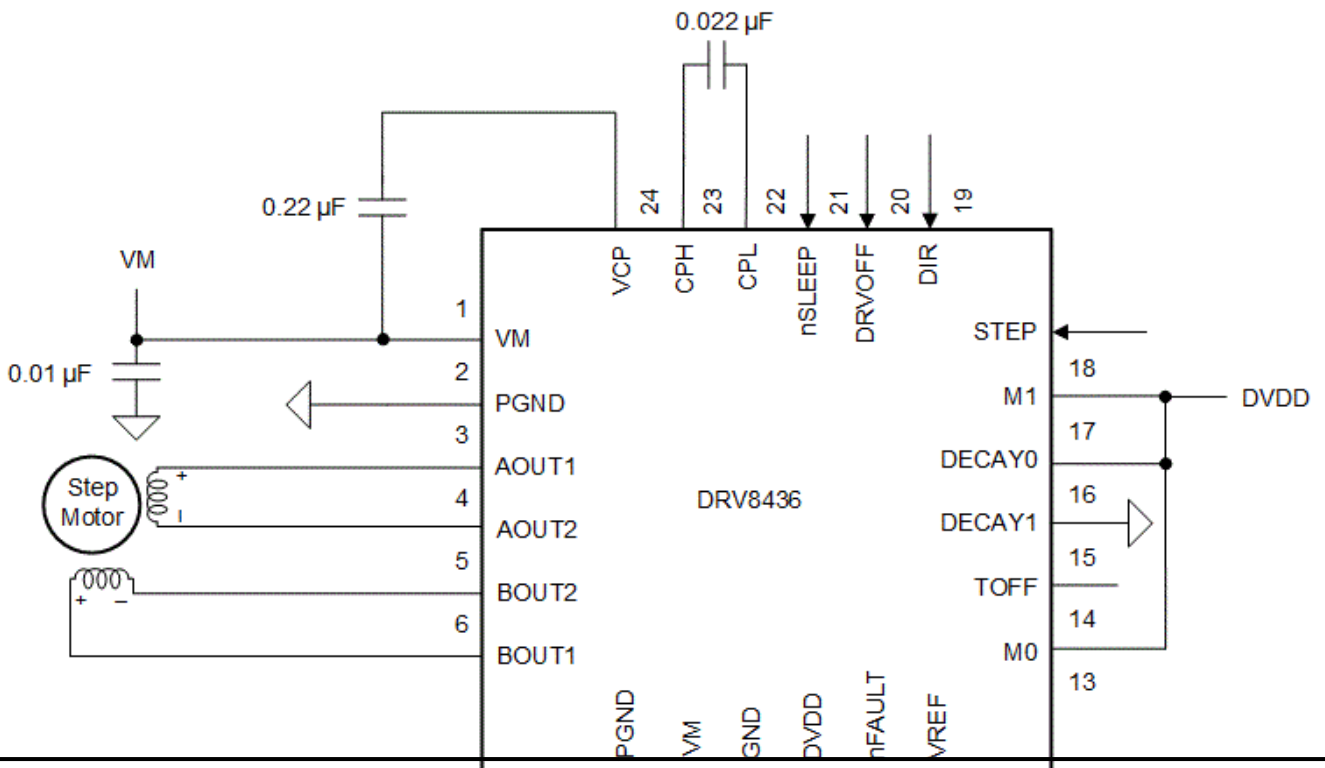 0.022 µF
0.22 µF
24
23
22
21
20
19
VCP
CPH
CPL
nSLEEP
DRVOFF
DIR
VM
0.01 µF
1
VM
2
PGND
3
AOUT1
4
AOUT2
5
BOUT2
6
BOUT1
Step
Motor
+
–
+
–
DRV8436
STEP
18
M1
DVDD
17
DECAY0
16
DECAY1
15
TOFF
14
M0
13
PGND
VM
GND
DVDD
nFAULT
VREF